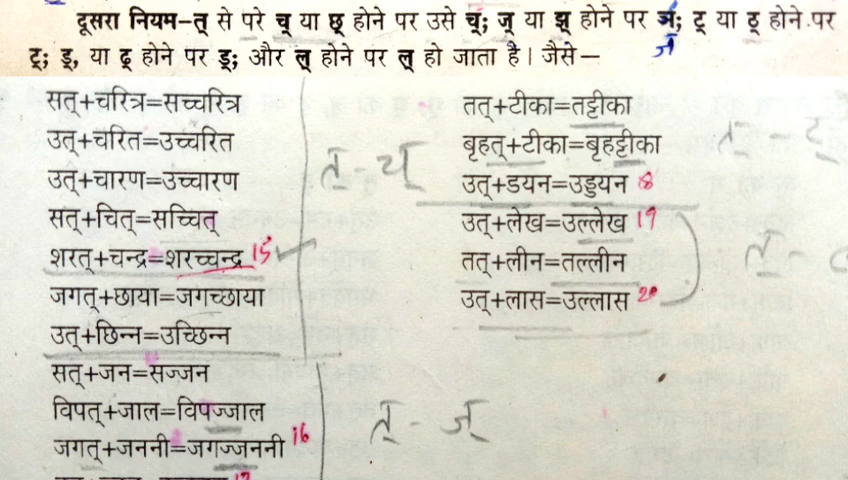 दूसरा नियम–त् से परे च् या छ् होने पर उसे च्; ज् या झ् होने पर ज्; ट् या ठ् होने पर
ट्; ड्, या ढ् होने पर ड्; और ल् होने पर ल् हो जाता है। जैसे–
ज्
सत्+चरित्र=सच्चरित्र
उत्+चरित=उच्चरित
उत्+चारण=उच्चारण
सत्+चित्=सच्चित्
शरत्+चन्द्र=शरच्चन्द्र 15
जगत्+छाया=जगच्छाया
उत्+छिन्न=उच्छिन्न
सत्+जन=सज्जन
विपत्+जाल=विपज्जाल
जगत्+जननी=जगज्जननी 16
त् - च्
त् - ज्
तत्+टीका=तट्टीका
बृहत्+टीका=बृहट्टीका
उत्+डयन=उड्डयन 18
उत्+लेख=उल्लेख 19
तत्+लीन=तल्लीन
उत्+लास=उल्लास 20
त् - ट्
त् -